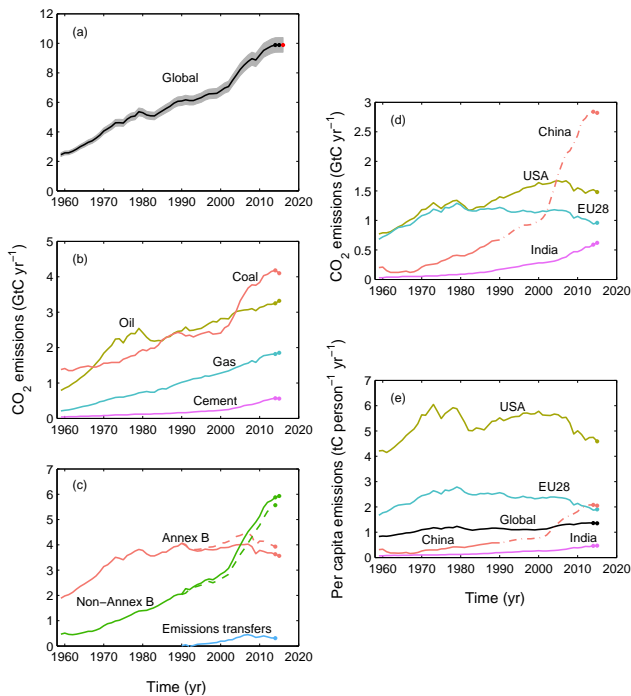 (a)
Global
12
10
8
6
4
2
0
1960 1970 1980 1990 2000 2010 2020
CO2 emissions (GtC yr−1)
(b)
Coal
Oil
Gas
Cement
5
4
3
2
1
0
1960 1970 1980 1990 2000 2010 2020
(c)
Annex B
Non−Annex B
Emissions transfers
7
6
5
4
3
2
1
0
1960 1970 1980 1990 2000 2010 2020
Time (yr)
(d)
China
USA
EU28
India
CO2 emissions (GtC yr−1)
3
2.5
2
1.5
1
0.5
0
1960 1970 1980 1990 2000 2010 2020
(e)
USA
EU28
Global
China
India
Per capita emissions (tC person−1 yr−1)
7
6
5
4
3
2
1
0
1960 1970 1980 1990 2000 2010 2020
Time (yr)